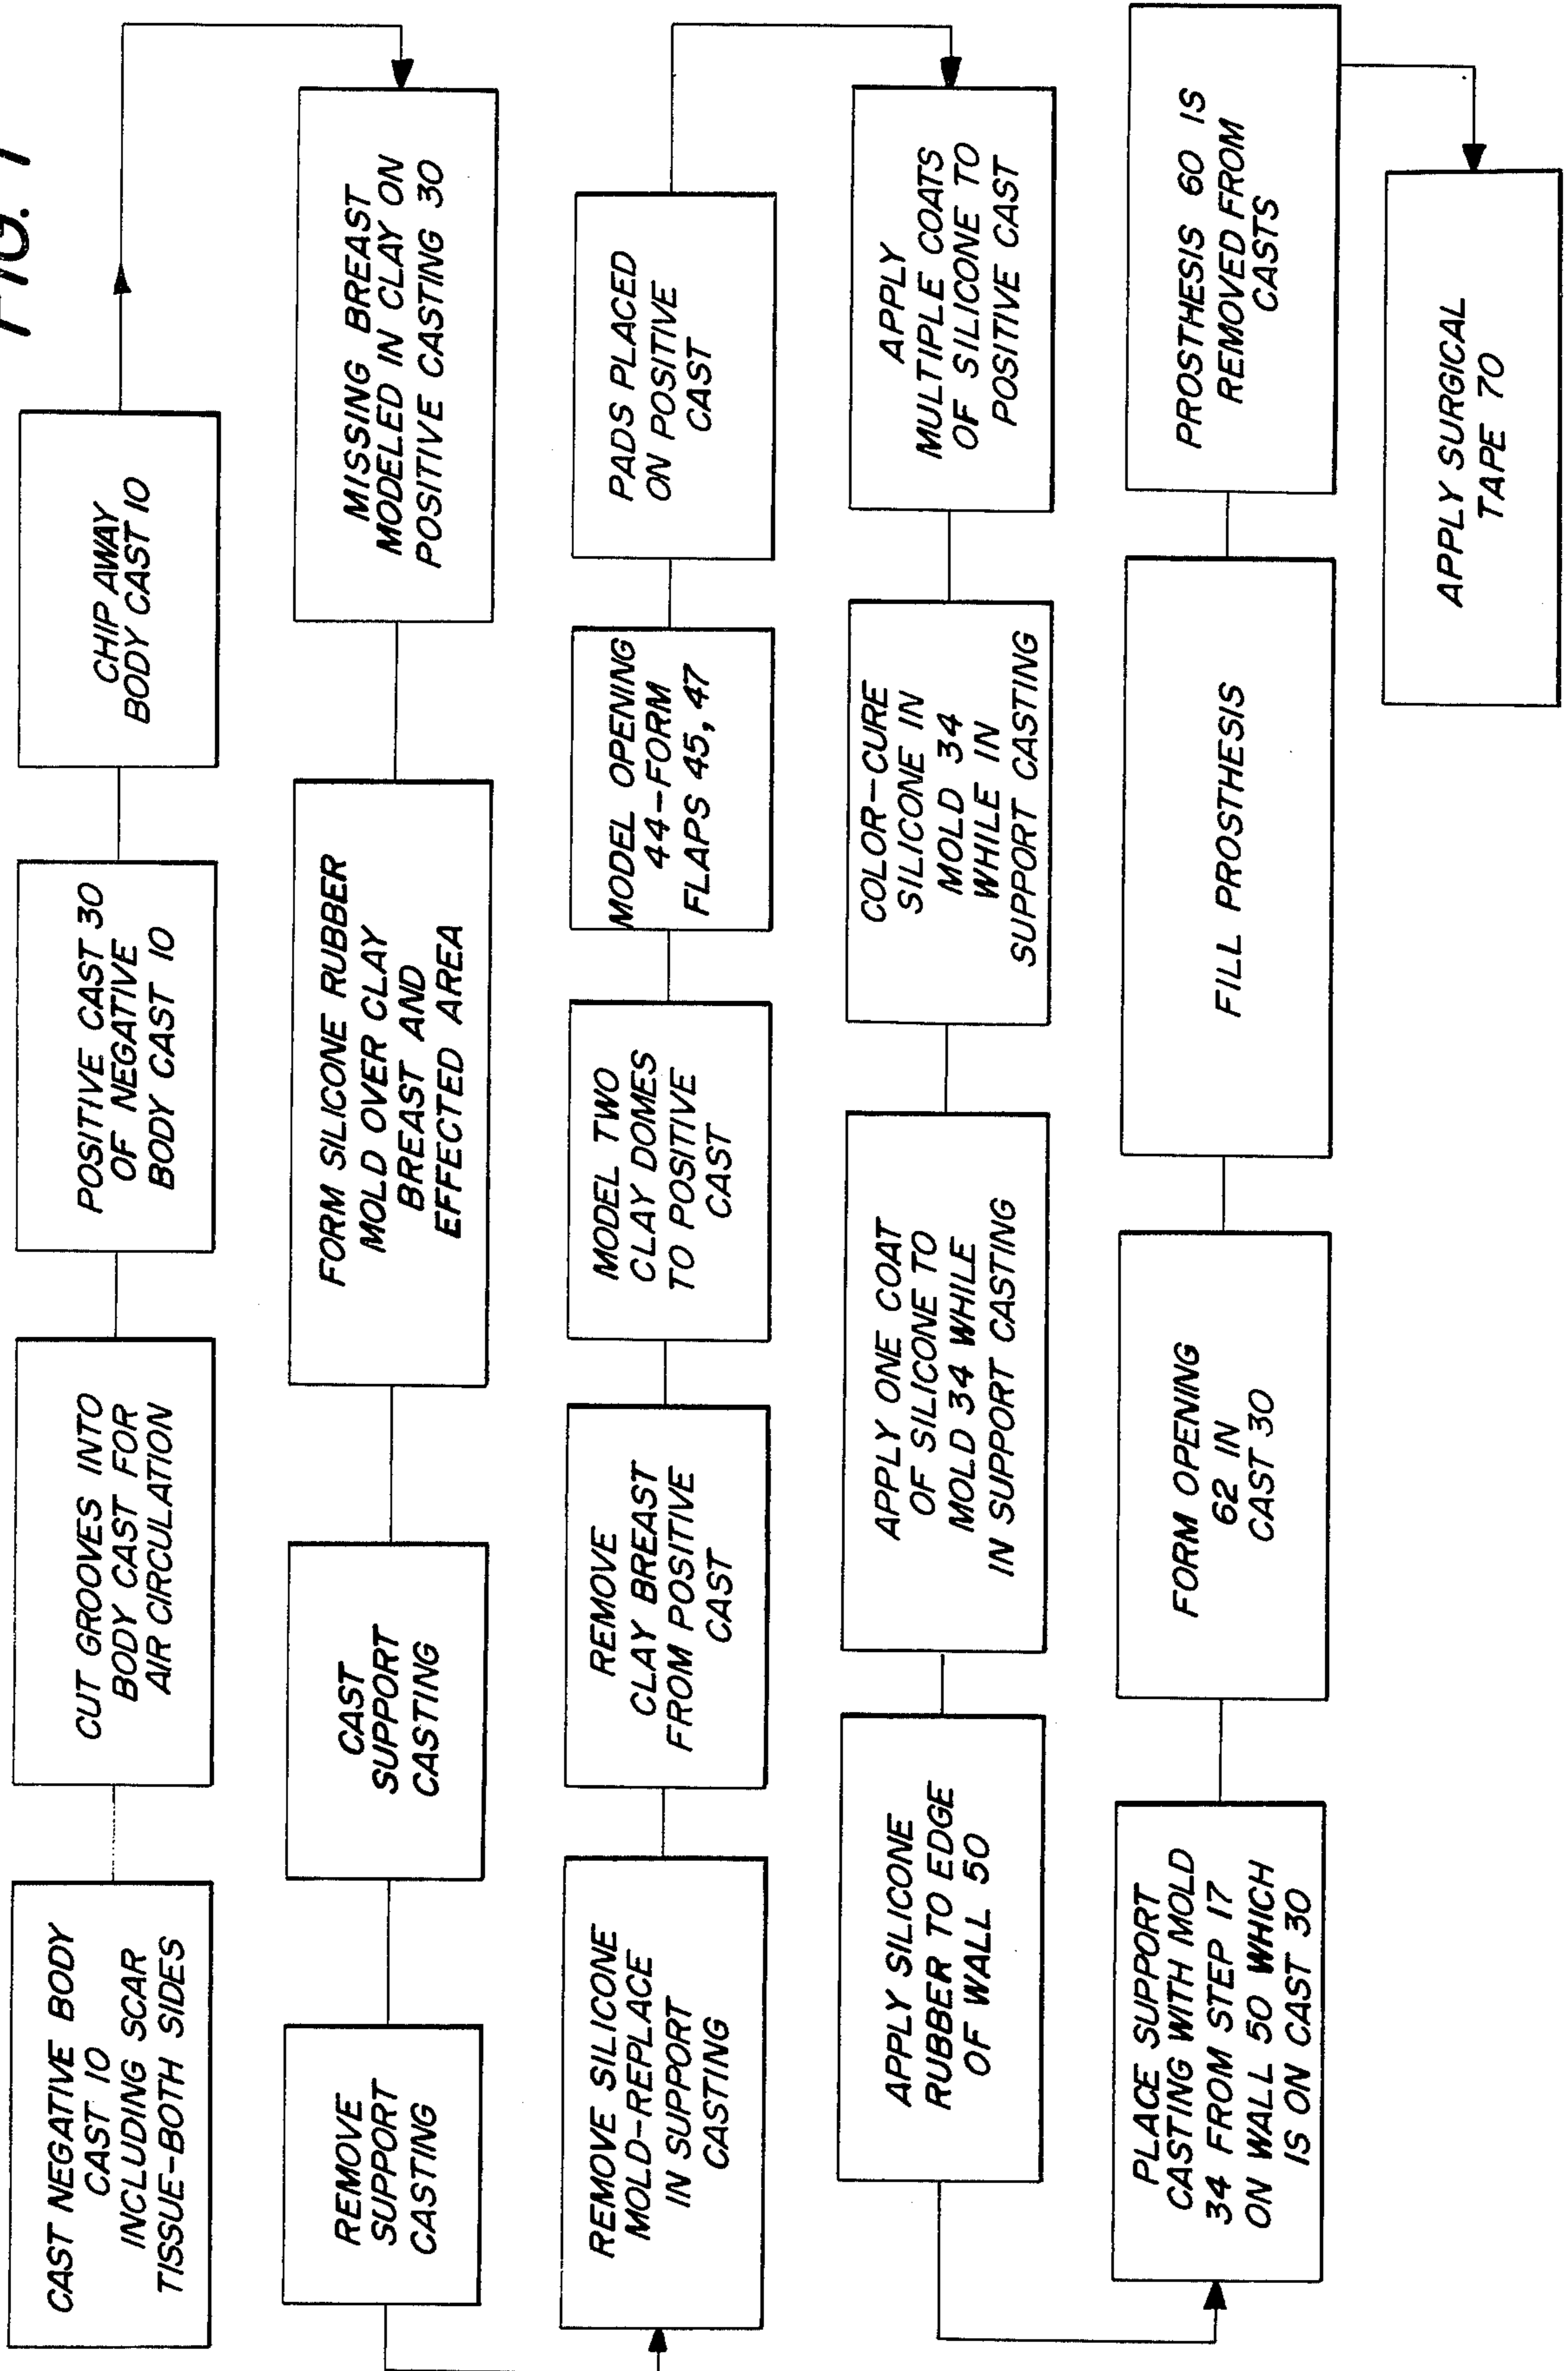 FIG. 1
CAST NEGATIVE BODY
CAST 10
INCLUDING SCAR
TISSUE-BOTH SIDES
CUT GROOVES INTO
BODY CAST FOR
AIR CIRCULATION
POSITIVE CAST 30
OF NEGATIVE
BODY CAST 10
CHIP AWAY
BODY CAST 10
MISSING BREAST
MODELED IN CLAY ON
POSITIVE CASTING 30
FORM SILICONE RUBBER
MOLD OVER CLAY
BREAST AND
EFFECTED AREA
CAST
SUPPORT
CASTING
REMOVE
SUPPORT
CASTING
REMOVE SILICONE
MOLD-REPLACE
IN SUPPORT
CASTING
REMOVE
CLAY BREAST
FROM POSITIVE
CAST
MODEL TWO
CLAY DOMES
TO POSITIVE
CAST
MODEL OPENING
44-FORM
FLAPS 45, 47
PADS PLACED
ON POSITIVE
CAST
APPLY
MULTIPLE COATS
OF SILICONE TO
POSITIVE CAST
COLOR-CURE
SILICONE IN
MOLD 34
WHILE IN
SUPPORT CASTING
APPLY ONE COAT
OF SILICONE TO
MOLD 34 WHILE
IN SUPPORT CASTING
APPLY SILICONE
RUBBER TO EDGE
OF WALL 50
PLACE SUPPORT
CASTING WITH MOLD
34 FROM STEP 17
ON WALL 50 WHICH
IS ON CAST 30
FORM OPENING
62 IN
CAST 30
FILL PROSTHESIS
PROSTHESIS 60 IS
REMOVED FROM
CASTS
APPLY SURGICAL
TAPE 70